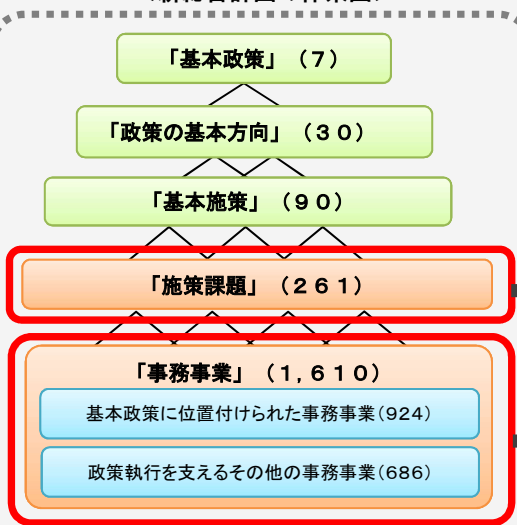 「基本政策」（７）
「政策の基本方向」（３０）
「基本施策」（９０）
「施策課題」（２６１）
「事務事業」（１,６１０）
基本政策に位置付けられた事務事業(924)
政策執行を支えるその他の事務事業(686)